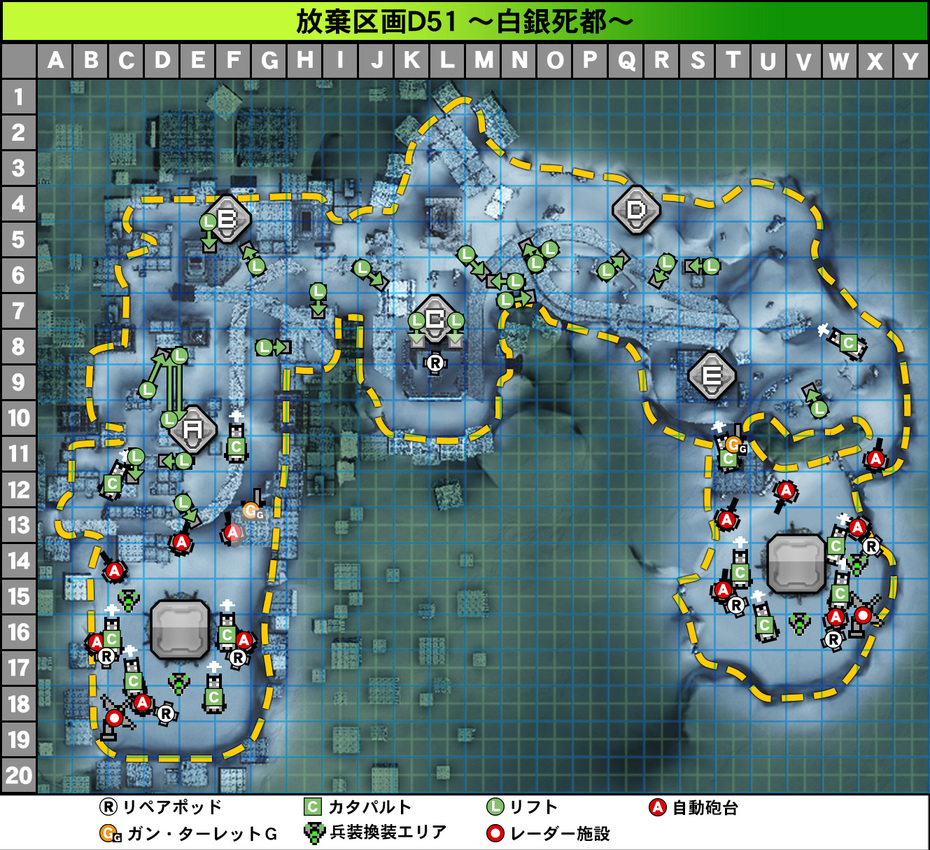 放棄区画D51 ~白銀死都~
A B C D E F G H I J K L M N O P Q R S T U V W X Y
1
2
3
4 B D
5 L L L
6 L L L L L L L
7 L C L L L
8 L L C
R
9 L E
10 L A L
11 L L C C G G A
12 C L A
13 G G A A A
14 A A C R
15 C A R C
16 A C C A C A R
17 R R
18 C C A R
19
20
R リペアポッド C カタパルト L リフト A 自動砲台
G G ガン・ターレットG 兵装換装エリア レーダー施設